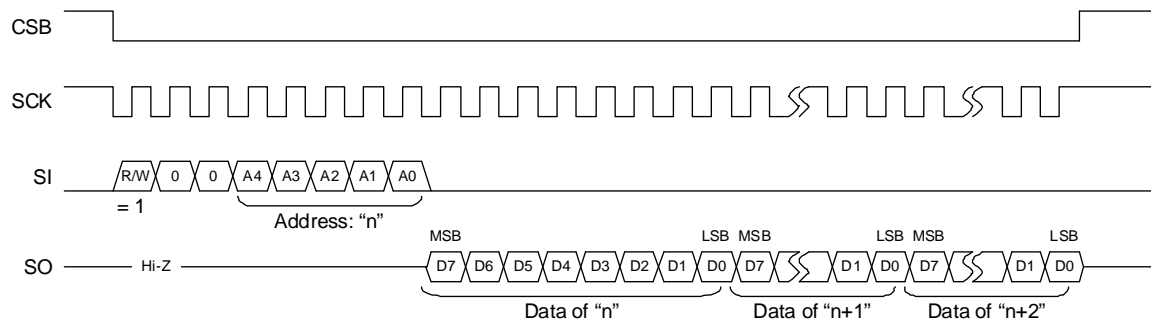 CSB
SCK
SI R/W 0 0 A4 A3 A2 A1 A0
= 1
Address: “n”
MSB LSB MSB LSB MSB LSB
SO Hi-Z D7 D6 D5 D4 D3 D2 D1 D0 D7 D1 D0 D7 D1 D0
Data of “n” Data of “n+1” Data of “n+2”